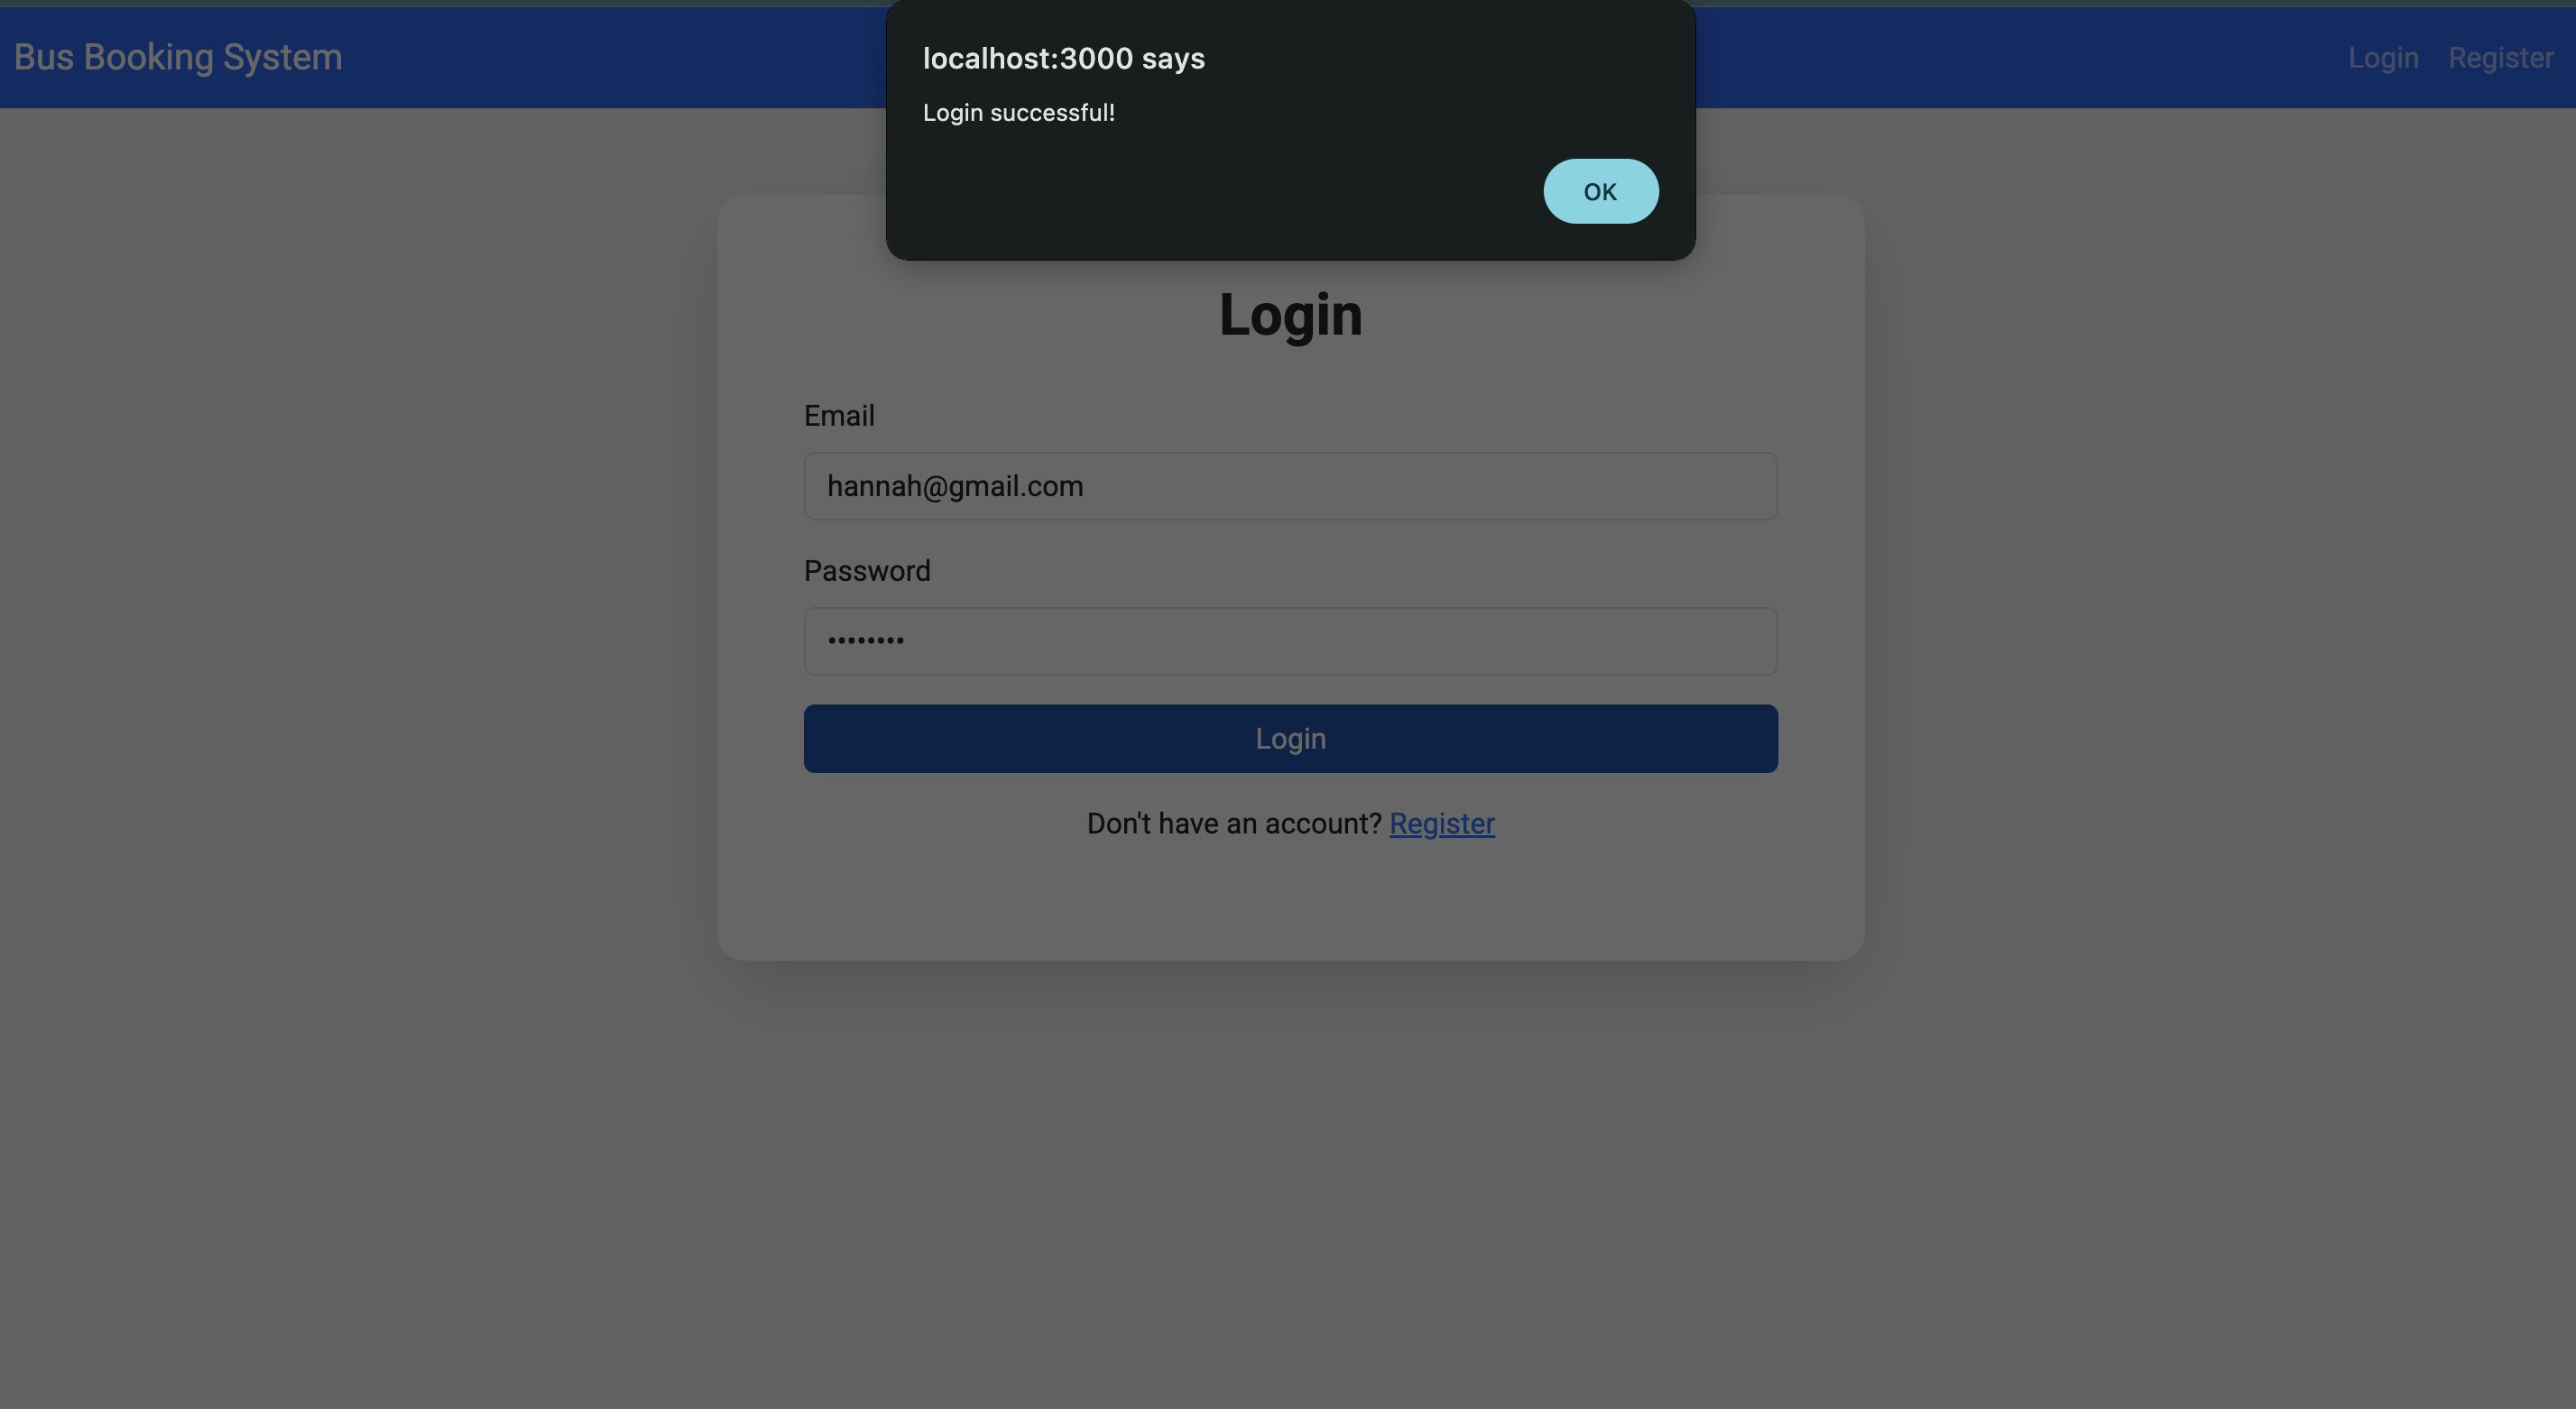 Bus Booking System
Login Register
localhost:3000 says
Login successful!
OK
Login
Email
hannah@gmail.com
Password
••••••••
Login
Don't have an account? Register